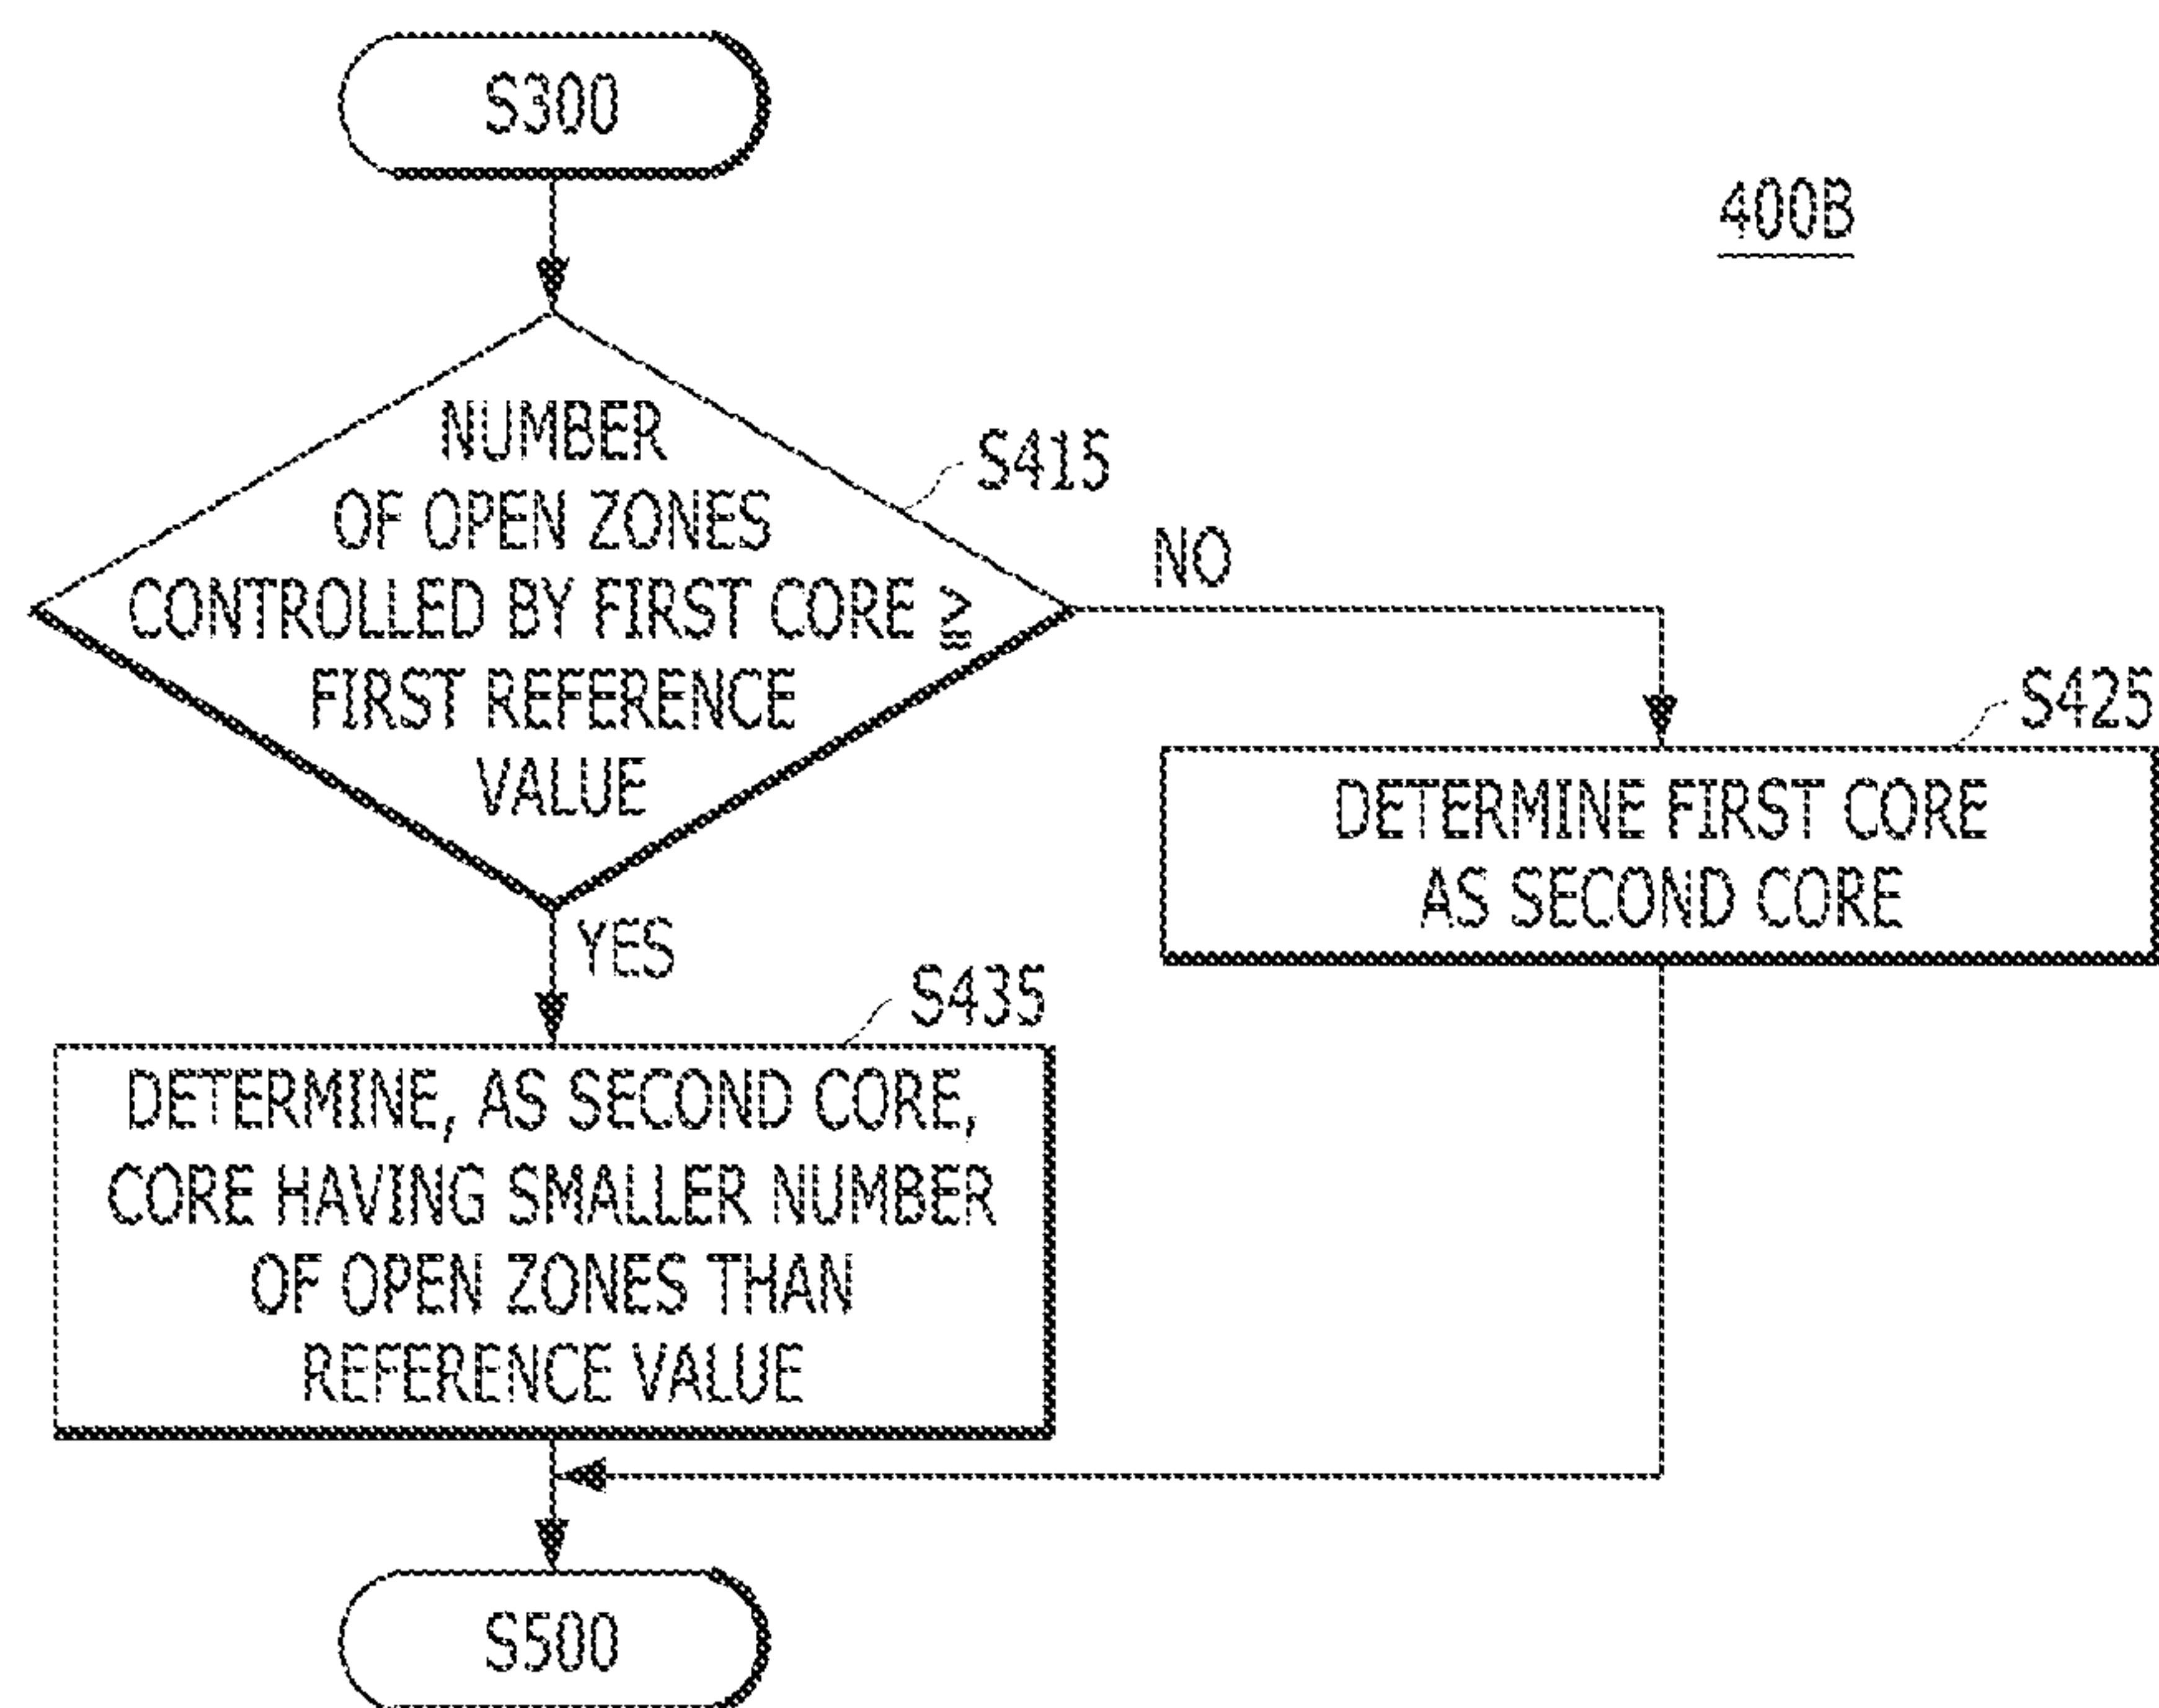 S300
400B
NUMBER
OF OPEN ZONES
CONTROLLED BY FIRST CORE ≧
FIRST REFERENCE
VALUE
S415
NO
S425
DETERMINE FIRST CORE
AS SECOND CORE
YES
S435
DETERMINE, AS SECOND CORE,
CORE HAVING SMALLER NUMBER
OF OPEN ZONES THAN
REFERENCE VALUE
S500